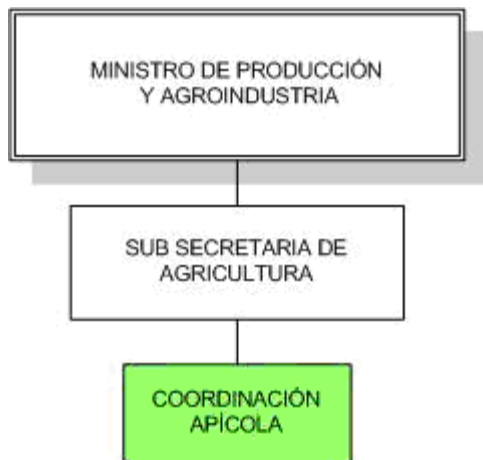 MINISTRO DE PRODUCCIÓN
Y AGROINDUSTRIA
SUB SECRETARIA DE
AGRICULTURA
COORDINACIÓN
APÍCOLA